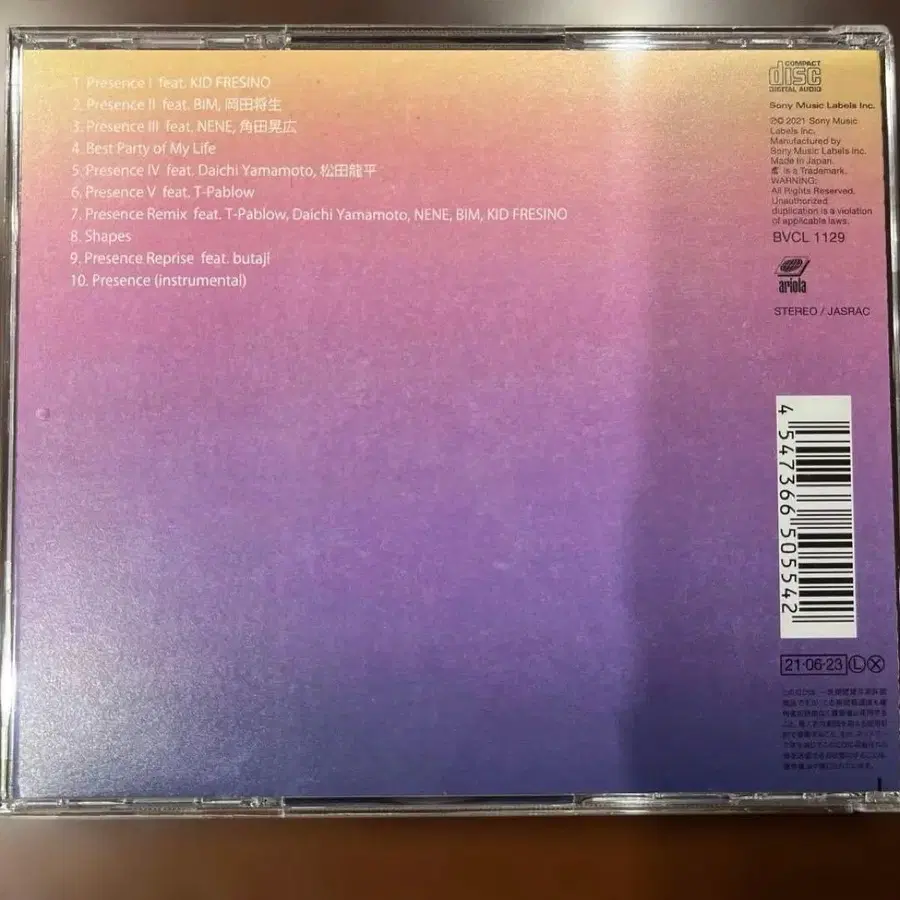 1. Presence I feat. KID FRESINO
2. Presence II feat. BIM, 岡田将生
3. Presence III feat. NENE, 角田晃広
4. Best Party of My Life
5. Presence IV feat. Daichi Yamamoto, 松田龍平
6. Presence V feat. T-Pablow
7. Presence Remix feat. T-Pablow, Daichi Yamamoto, NENE, BIM, KID FRESINO
8. Shapes
9. Presence Reprise feat. butaji
10. Presence (instrumental)
COMPACT
disc
DIGITAL AUDIO
Sony Music Labels Inc.
℗© 2021 Sony Music
Labels Inc.
Manufactured by
Sony Music Labels Inc.
Made in Japan.
is a Trademark.
WARNING:
All Rights Reserved.
Unauthorized
duplication is a violation
of applicable laws.
BVCL 1129
ariola
STEREO / JASRAC
4 547366 505542
21·06·23 Ⓛ Ⓧ